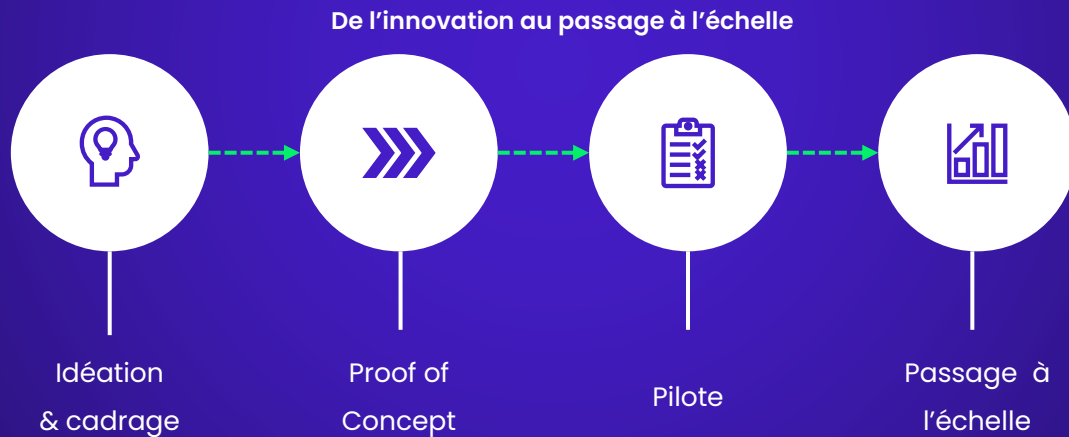 De l’innovation au passage à l’échelle
Idéation
& cadrage
Proof of
Concept
Pilote
Passage à
l’échelle